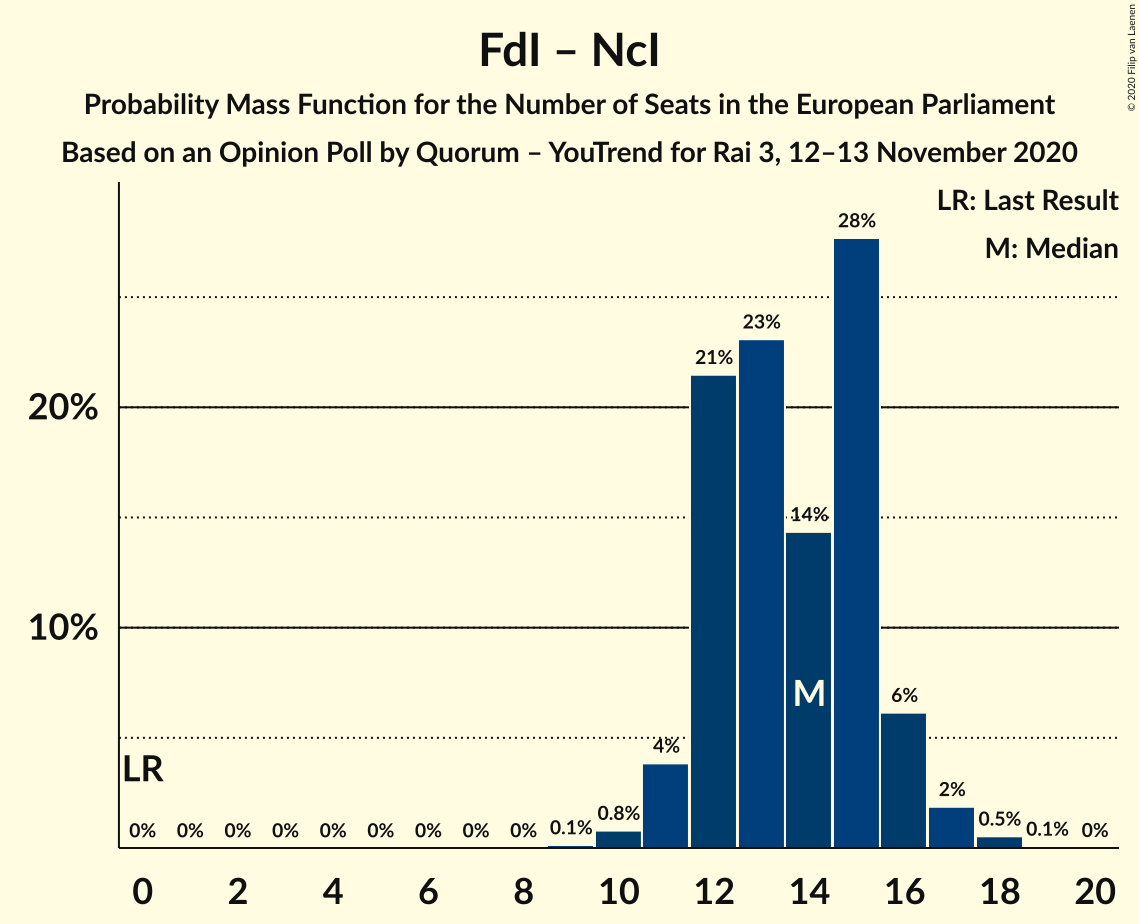 FdI – NcI
Probability Mass Function for the Number of Seats in the European Parliament
Based on an Opinion Poll by Quorum – YouTrend for Rai 3, 12–13 November 2020
© 2020 Filip van Laenen
LR: Last Result
M: Median
28%
23%
21%
20%
14%
10%
M
6%
4%
LR
2%
0% 0% 0% 0% 0% 0% 0% 0% 0% 0.1% 0.8% 0.5% 0.1% 0%
0 2 4 6 8 10 12 14 16 18 20